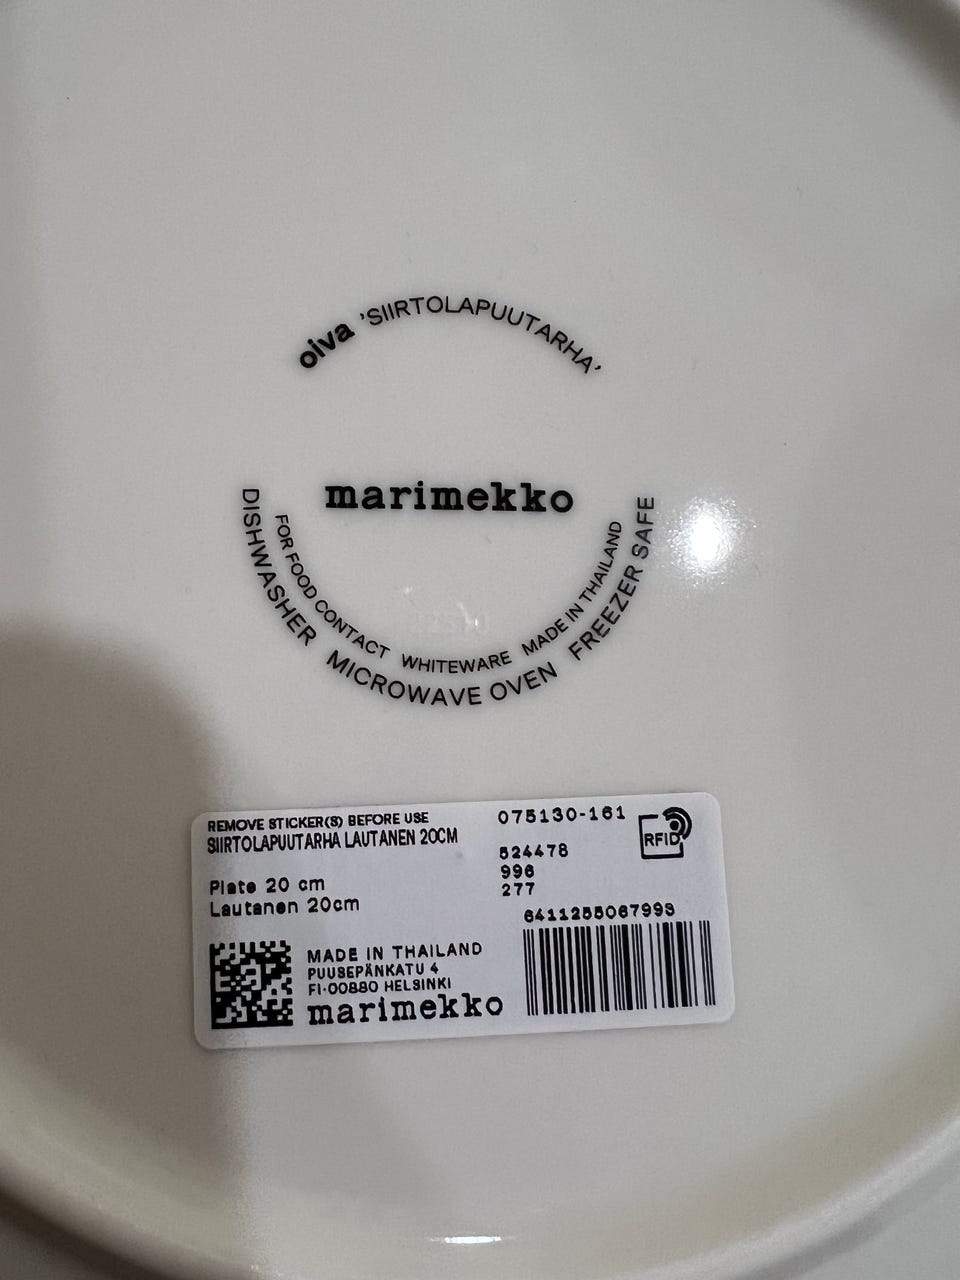 oiva 'SIIRTOLAPUUTARHA'
marimekko
FOR FOOD CONTACT WHITEWARE MADE IN THAILAND
DISHWASHER MICROWAVE OVEN FREEZER SAFE
REMOVE STICKER(S) BEFORE USE
SIIRTOLAPUUTARHA LAUTANEN 20CM
075130-161
RFID
524478
996
277
Plate 20 cm
Lautanen 20cm
6411255067993
MADE IN THAILAND
PUUSEPÄNKATU 4
FI-00880 HELSINKI
marimekko